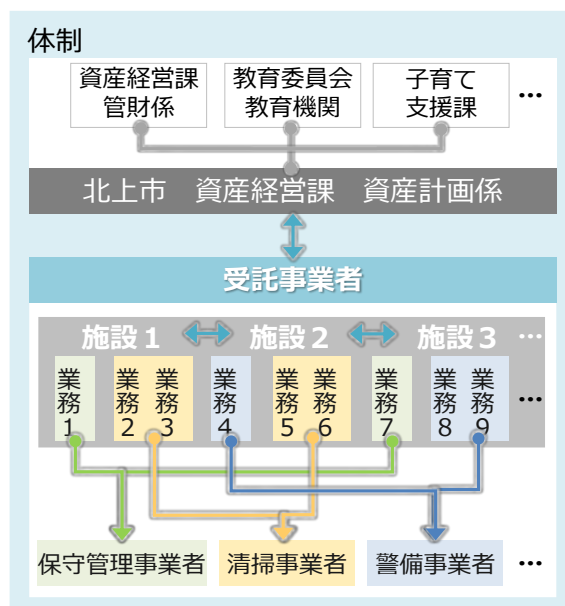 体制
資産経営課
管財係
教育委員会
教育機関
子育て
支援課
…
北上市　資産経営課　資産計画係
受託事業者
施設１
施設２
施設３
…
業務1
業務2
業務3
業務4
業務5
業務6
業務7
業務8
業務9
…
保守管理事業者
清掃事業者
警備事業者
…